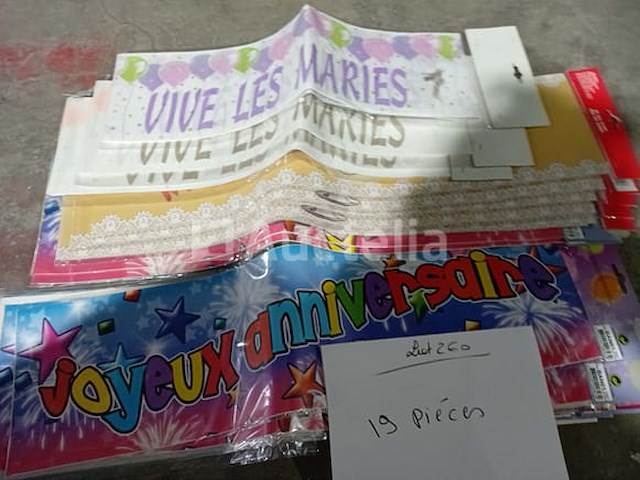 VIVE LES MARIES
VIVE LES MARIES
joyeux anniversaire
Lot 260
19 pièces